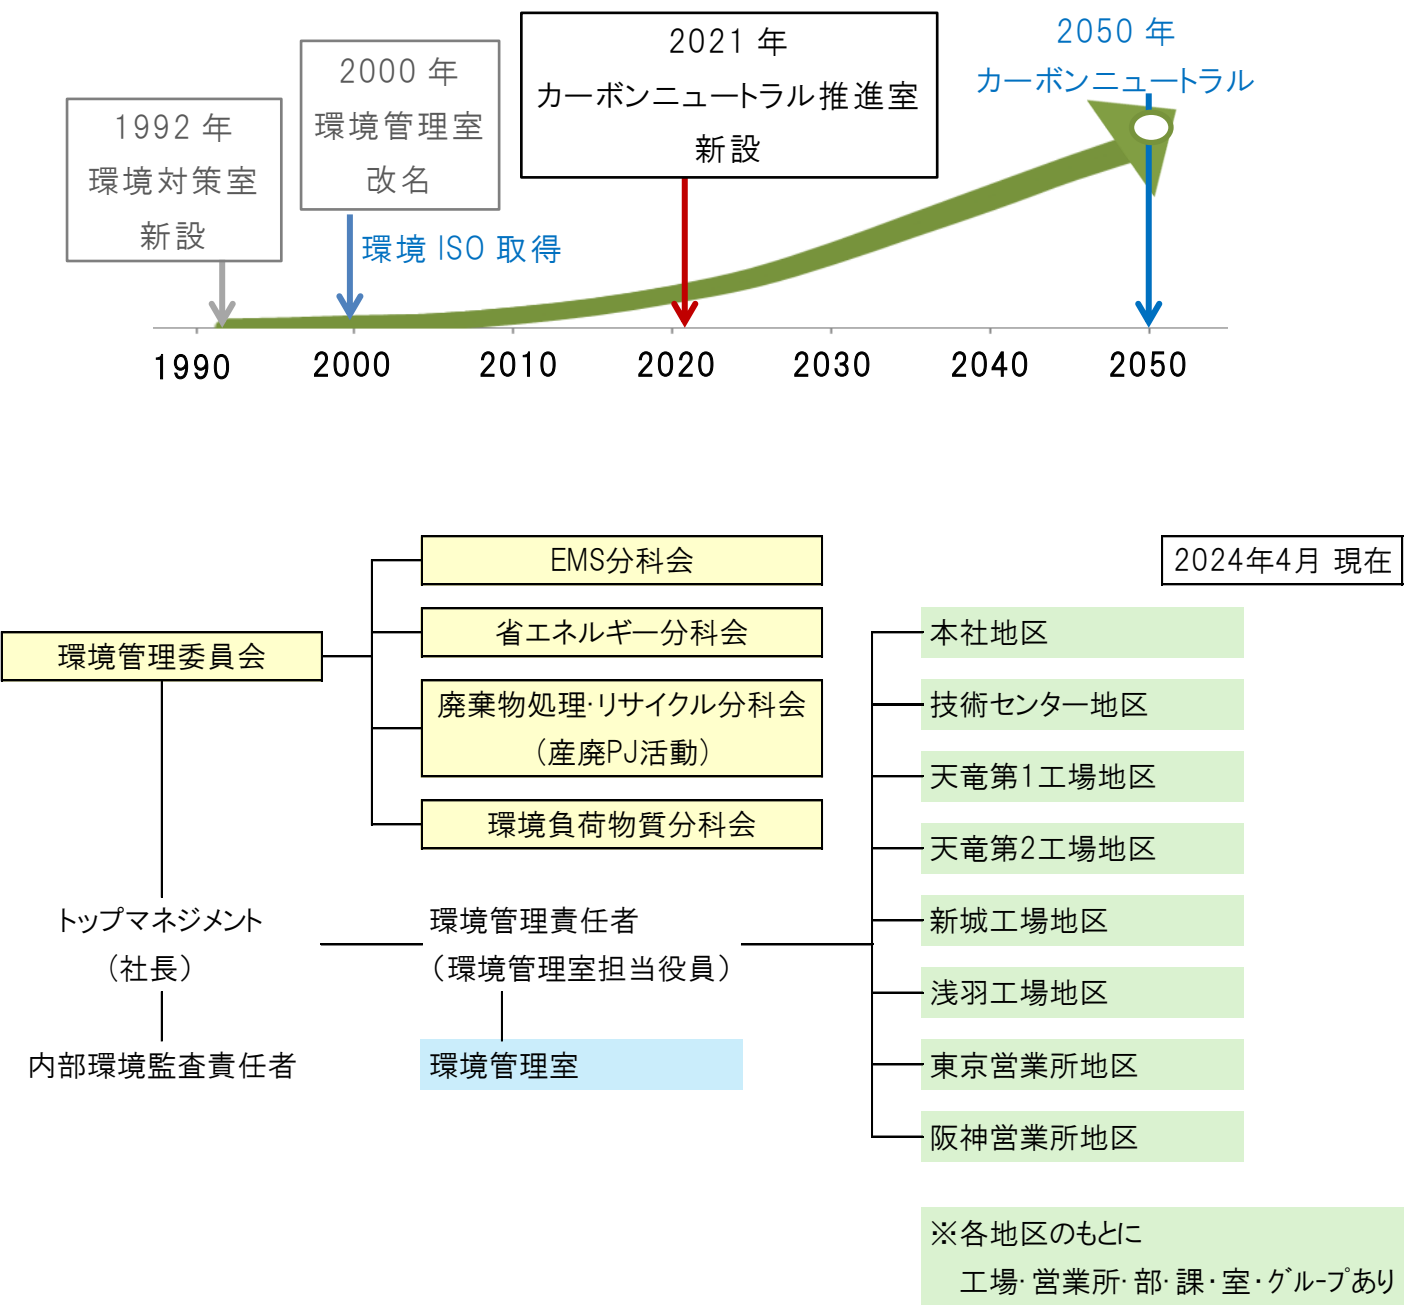 1992 年
環境対策室
新設
2000 年
環境管理室
改名
環境 ISO 取得
2021 年
カーボンニュートラル推進室
新設
2050 年
カーボンニュートラル
1990 2000 2010 2020 2030 2040 2050
2024年4月 現在
環境管理委員会
EMS分科会
省エネルギー分科会
廃棄物処理・リサイクル分科会
（産廃PJ活動）
環境負荷物質分科会
トップマネジメント
（社長）
内部環境監査責任者
環境管理責任者
（環境管理室担当役員）
環境管理室
本社地区
技術センター地区
天竜第1工場地区
天竜第2工場地区
新城工場地区
浅羽工場地区
東京営業所地区
阪神営業所地区
※各地区のもとに
工場・営業所・部・課・室・グループあり